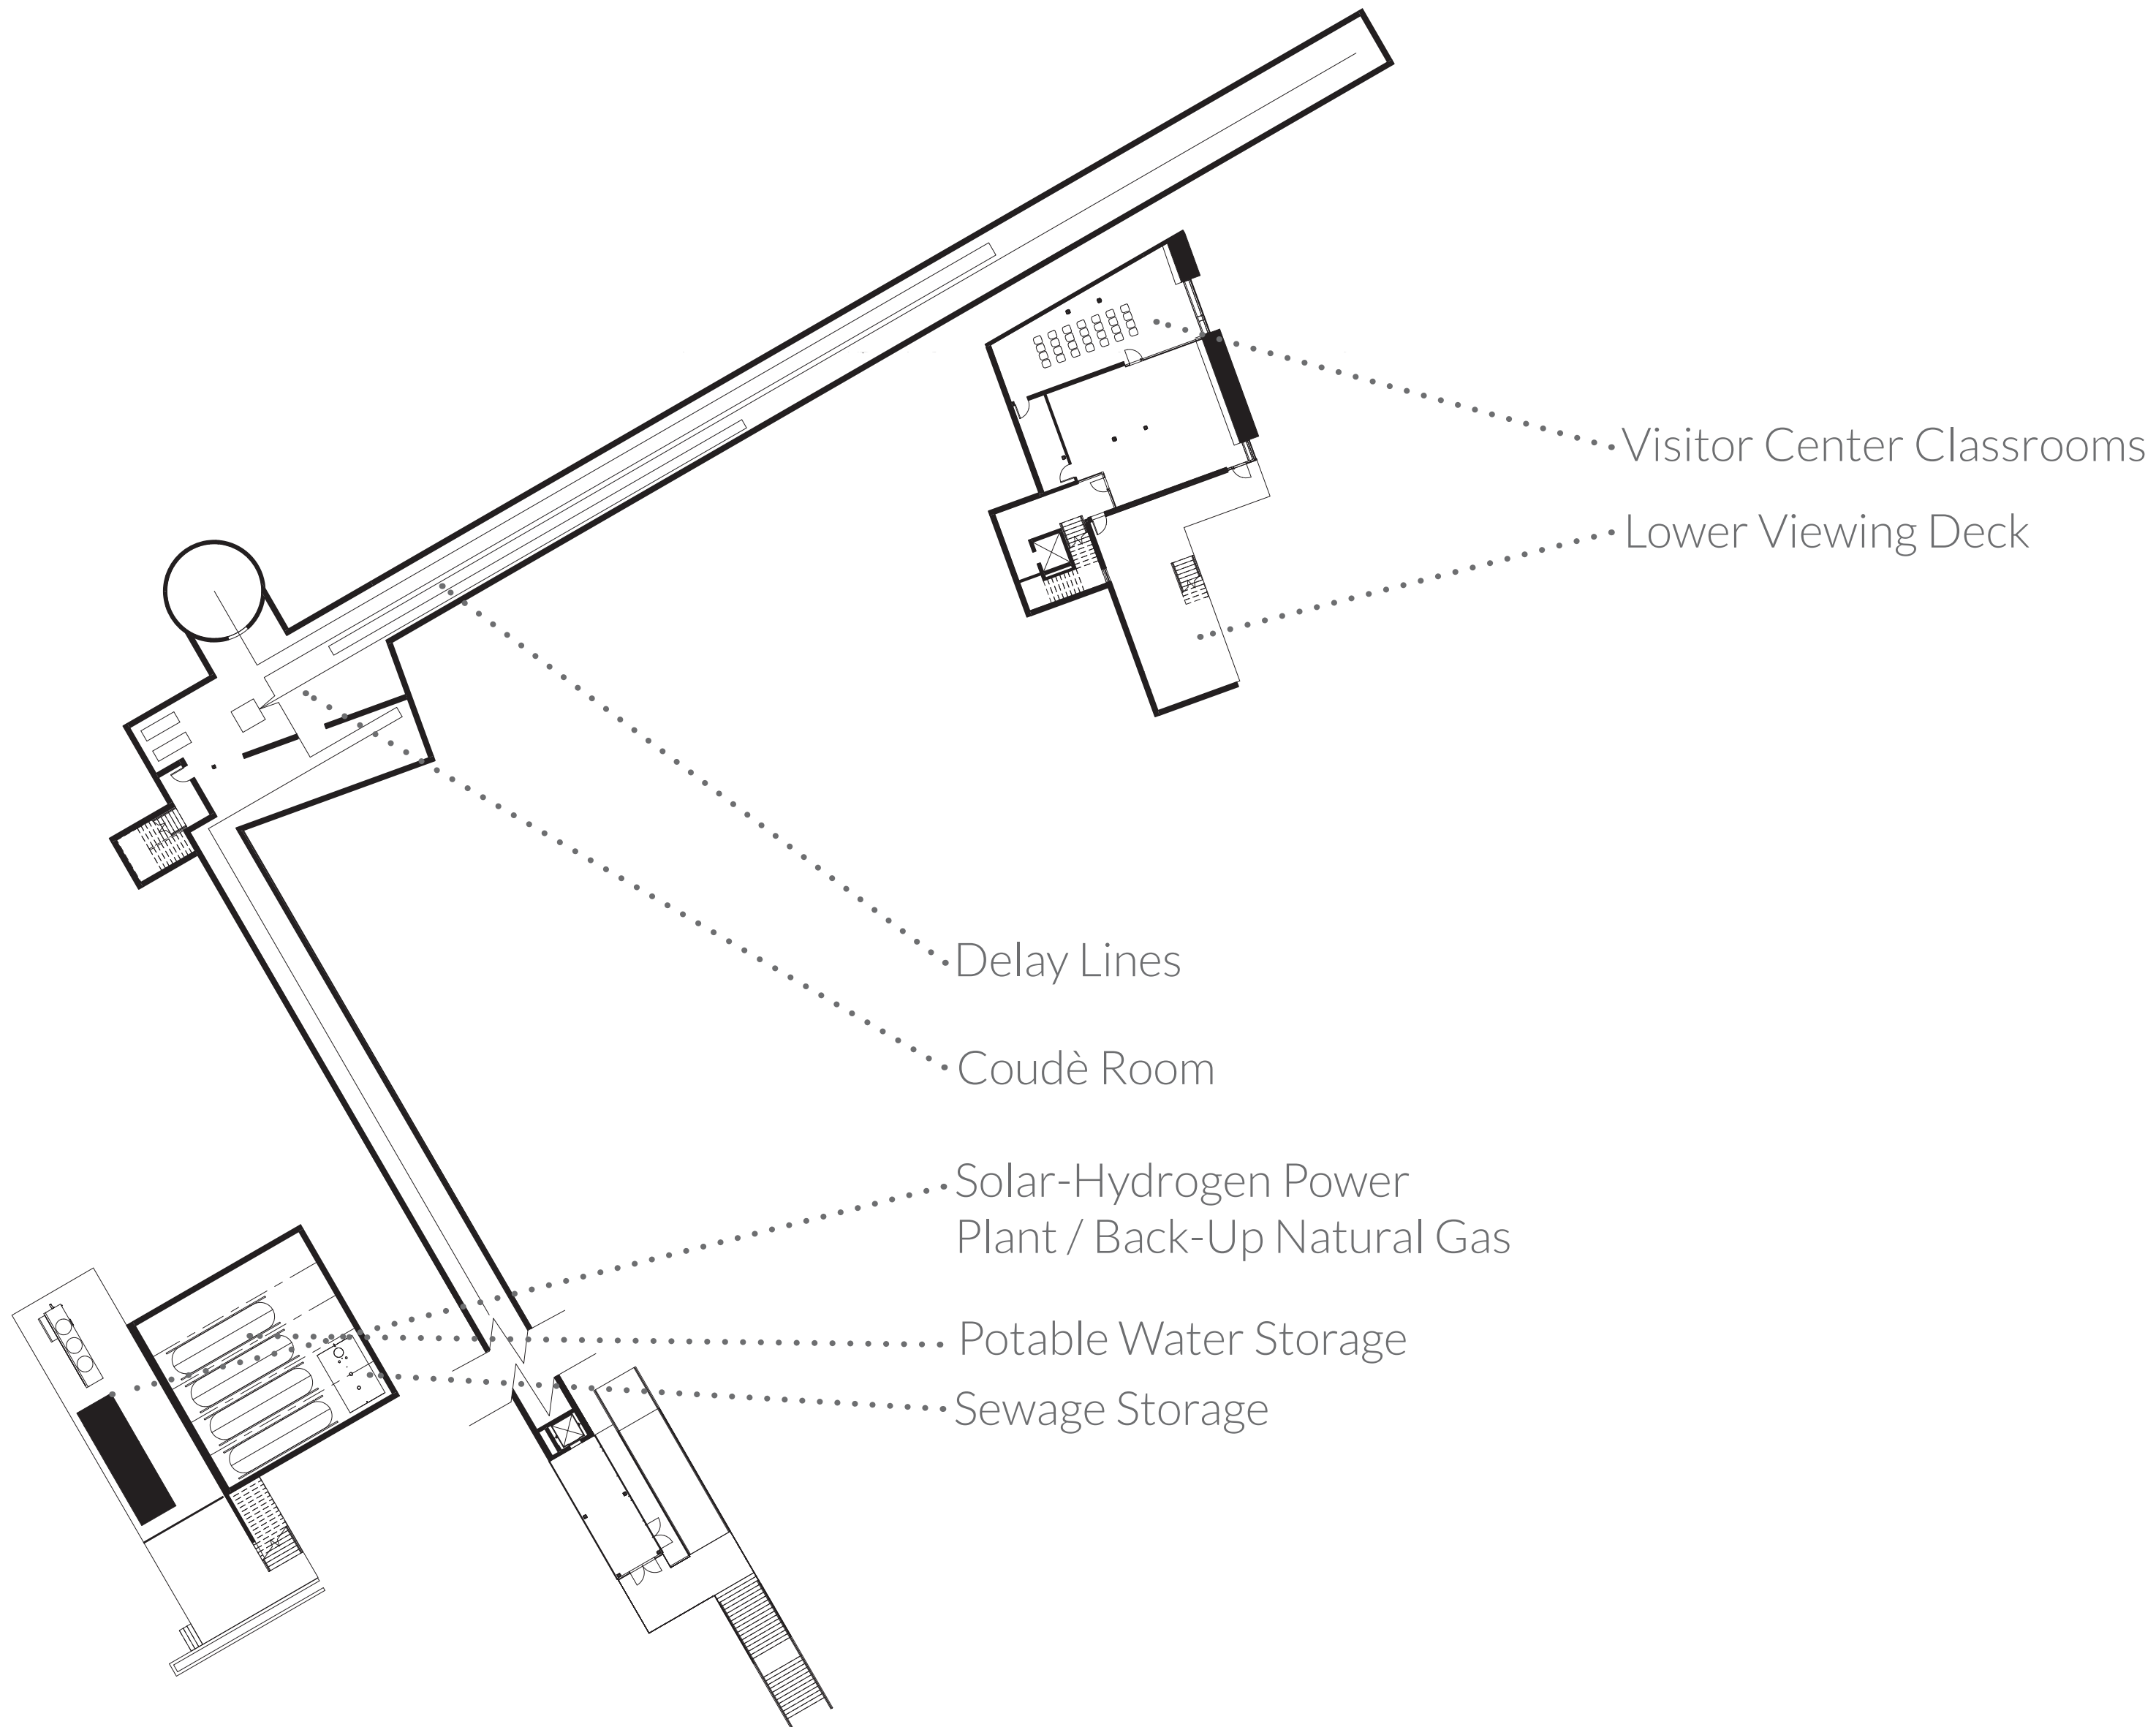 Visitor Center Classrooms
Lower Viewing Deck
Delay Lines
Coudè Room
Solar-Hydrogen Power
Plant / Back-Up Natural Gas
Potable Water Storage
Sewage Storage